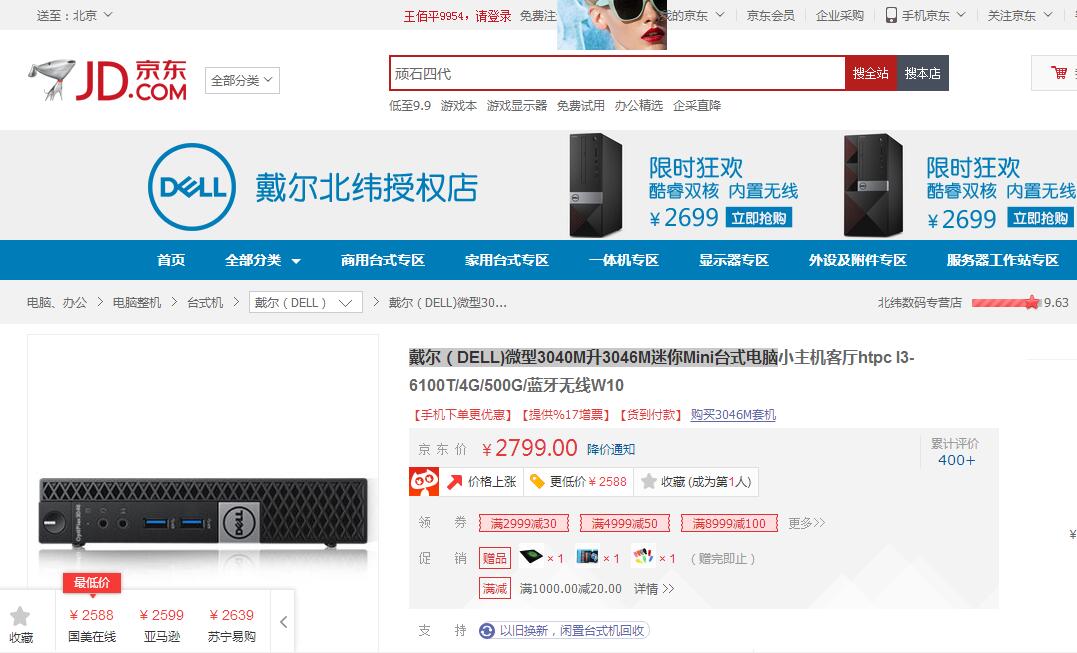 送至：北京
王佰平9954，请登录 免费注
我的京东
京东会员
企业采购
手机京东
关注京东
JD.COM 京东
全部分类
顽石四代
搜全站
搜本店
低至9.9 游戏本 游戏显示器 免费试用 办公精选 企采直降
DELL 戴尔北纬授权店
限时狂欢
酷睿双核 内置无线
¥2699 立即抢购
限时狂欢
酷睿双核 内置无线
¥2699 立即抢购
首页 全部分类 商用台式专区 家用台式专区 一体机专区 显示器专区 外设及附件专区 服务器工作站专区
电脑、办公 > 电脑整机 > 台式机 > 戴尔（DELL） > 戴尔（DELL)微型30...
北纬数码专营店 9.63
戴尔（DELL)微型3040M升3046M迷你Mini台式电脑小主机客厅htpc I3-
6100T/4G/500G/蓝牙无线W10
【手机下单更优惠】【提供%17增票】【货到付款】 购买3046M套机
京东价 ￥2799.00 降价通知
累计评价
400+
价格上涨 更低价￥2588 收藏 (成为第1人)
领券 满2999减30 满4999减50 满8999减100 更多>>
促销 赠品 ×1 ×1 ×1 （赠完即止）
满减 满1000.00减20.00 详情 >>
支持 以旧换新，闲置台式机回收
OptiPlex 3046
DELL
最低价
收藏
￥2588
国美在线
￥2599
亚马逊
￥2639
苏宁易购
¥